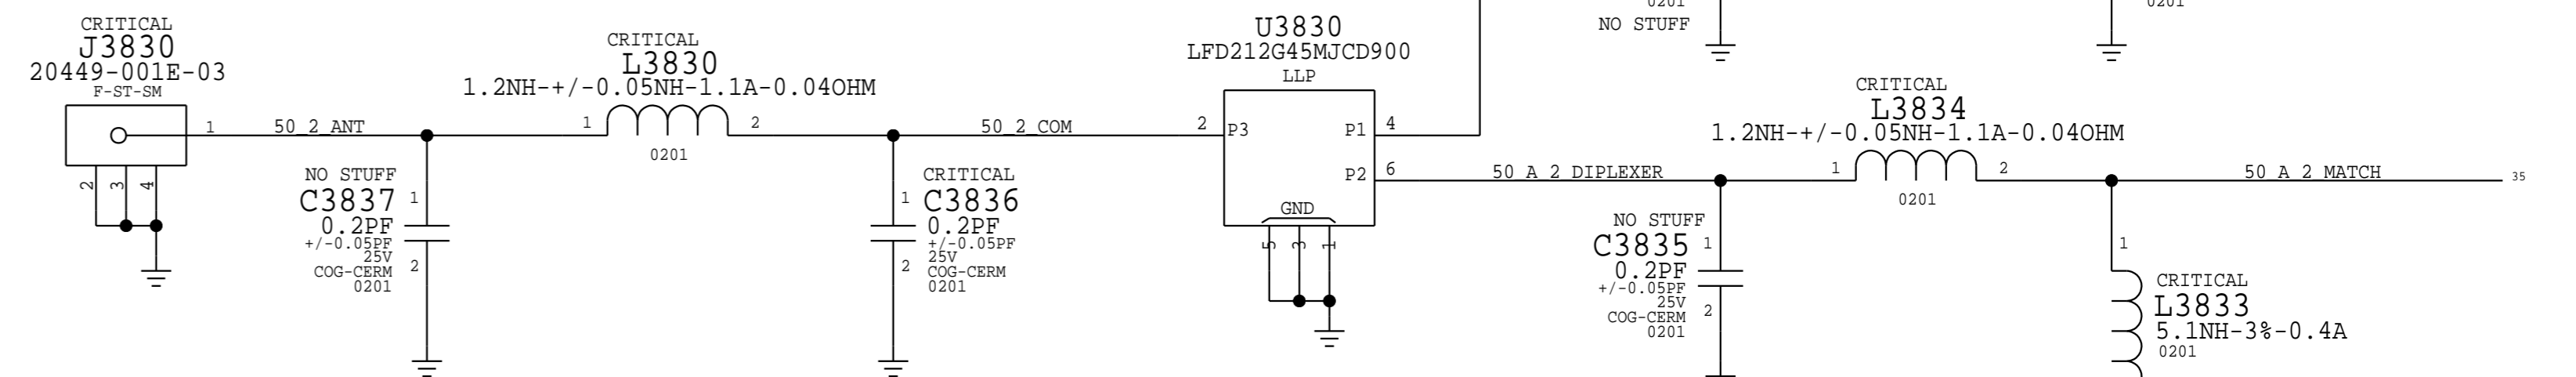 0201
NO STUFF
0201
CRITICAL
J3830
20449-001E-03
F-ST-SM
1
2
3
4
50_2_ANT
CRITICAL
L3830
1.2NH-+/-0.05NH-1.1A-0.04OHM
1
2
0201
NO STUFF
C3837
0.2PF
+/-0.05PF
25V
COG-CERM
0201
1
2
50_2_COM
CRITICAL
C3836
0.2PF
+/-0.05PF
25V
COG-CERM
0201
1
2
U3830
LFD212G45MJCD900
LLP
2
P3
P1
4
P2
6
GND
5
3
1
50_A_2_DIPLEXER
NO STUFF
C3835
0.2PF
+/-0.05PF
25V
COG-CERM
0201
1
2
CRITICAL
L3834
1.2NH-+/-0.05NH-1.1A-0.04OHM
1
2
0201
50_A_2_MATCH
35
1
CRITICAL
L3833
5.1NH-3%-0.4A
0201